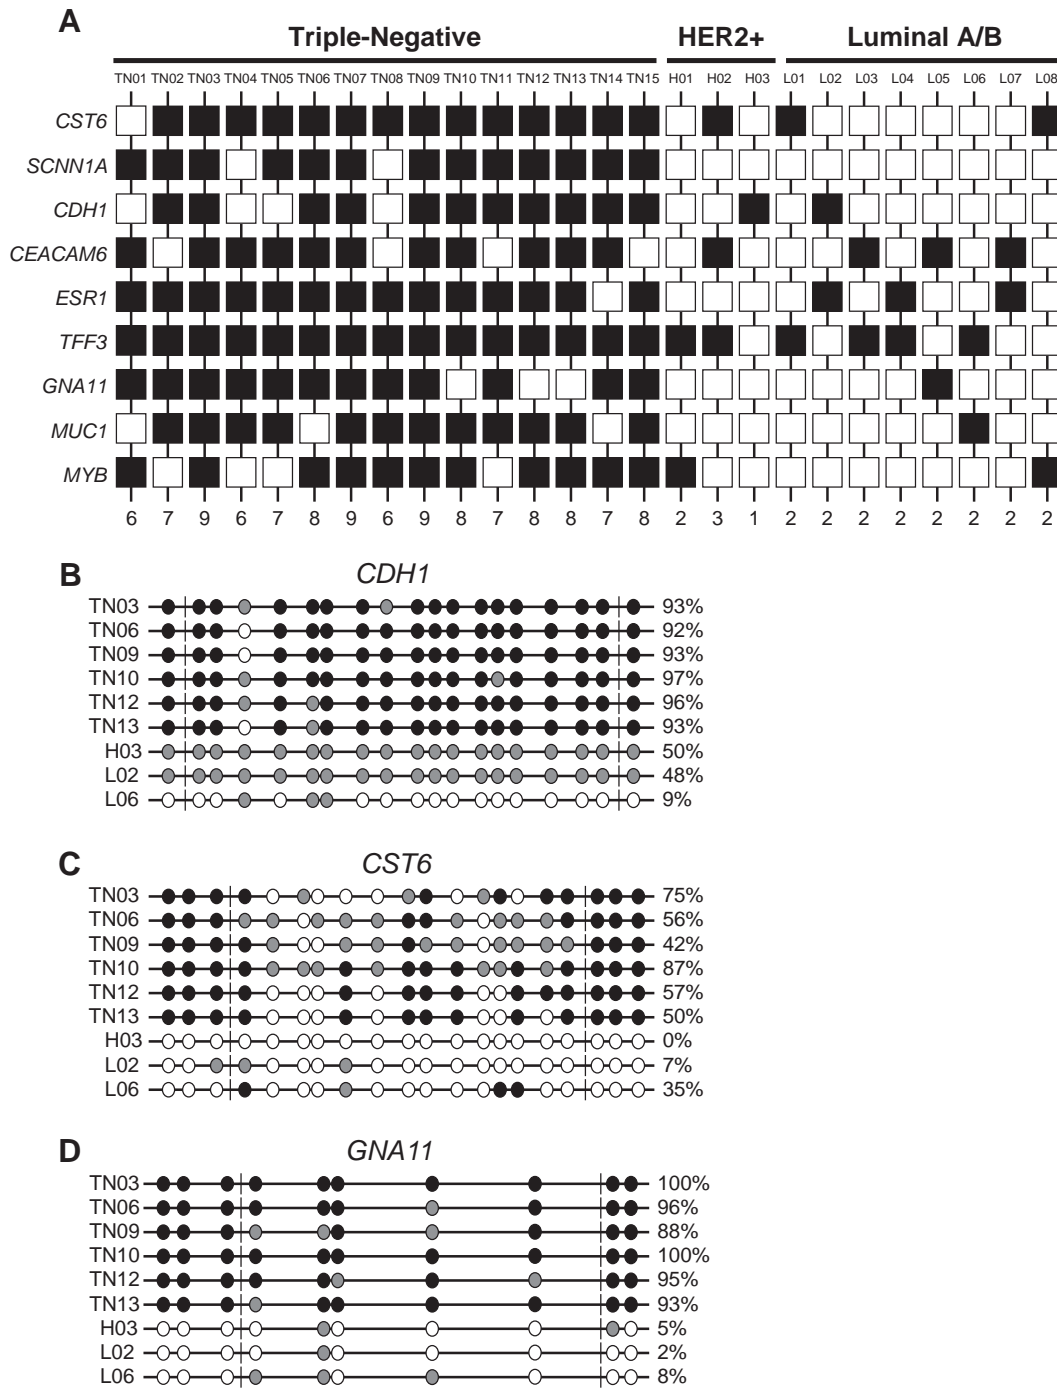 A
Triple-Negative HER2+ Luminal A/B
TN01 TN02 TN03 TN04 TN05 TN06 TN07 TN08 TN09 TN10 TN11 TN12 TN13 TN14 TN15 H01 H02 H03 L01 L02 L03 L04 L05 L06 L07 L08
CST6
SCNN1A
CDH1
CEACAM6
ESR1
TFF3
GNA11
MUC1
MYB
6 7 9 6 7 8 9 6 9 8 7 8 8 7 8 2 3 1 2 2 2 2 2 2 2 2
B CDH1
TN03 93%
TN06 92%
TN09 93%
TN10 97%
TN12 96%
TN13 93%
H03 50%
L02 48%
L06 9%
C CST6
TN03 75%
TN06 56%
TN09 42%
TN10 87%
TN12 57%
TN13 50%
H03 0%
L02 7%
L06 35%
D GNA11
TN03 100%
TN06 96%
TN09 88%
TN10 100%
TN12 95%
TN13 93%
H03 5%
L02 2%
L06 8%